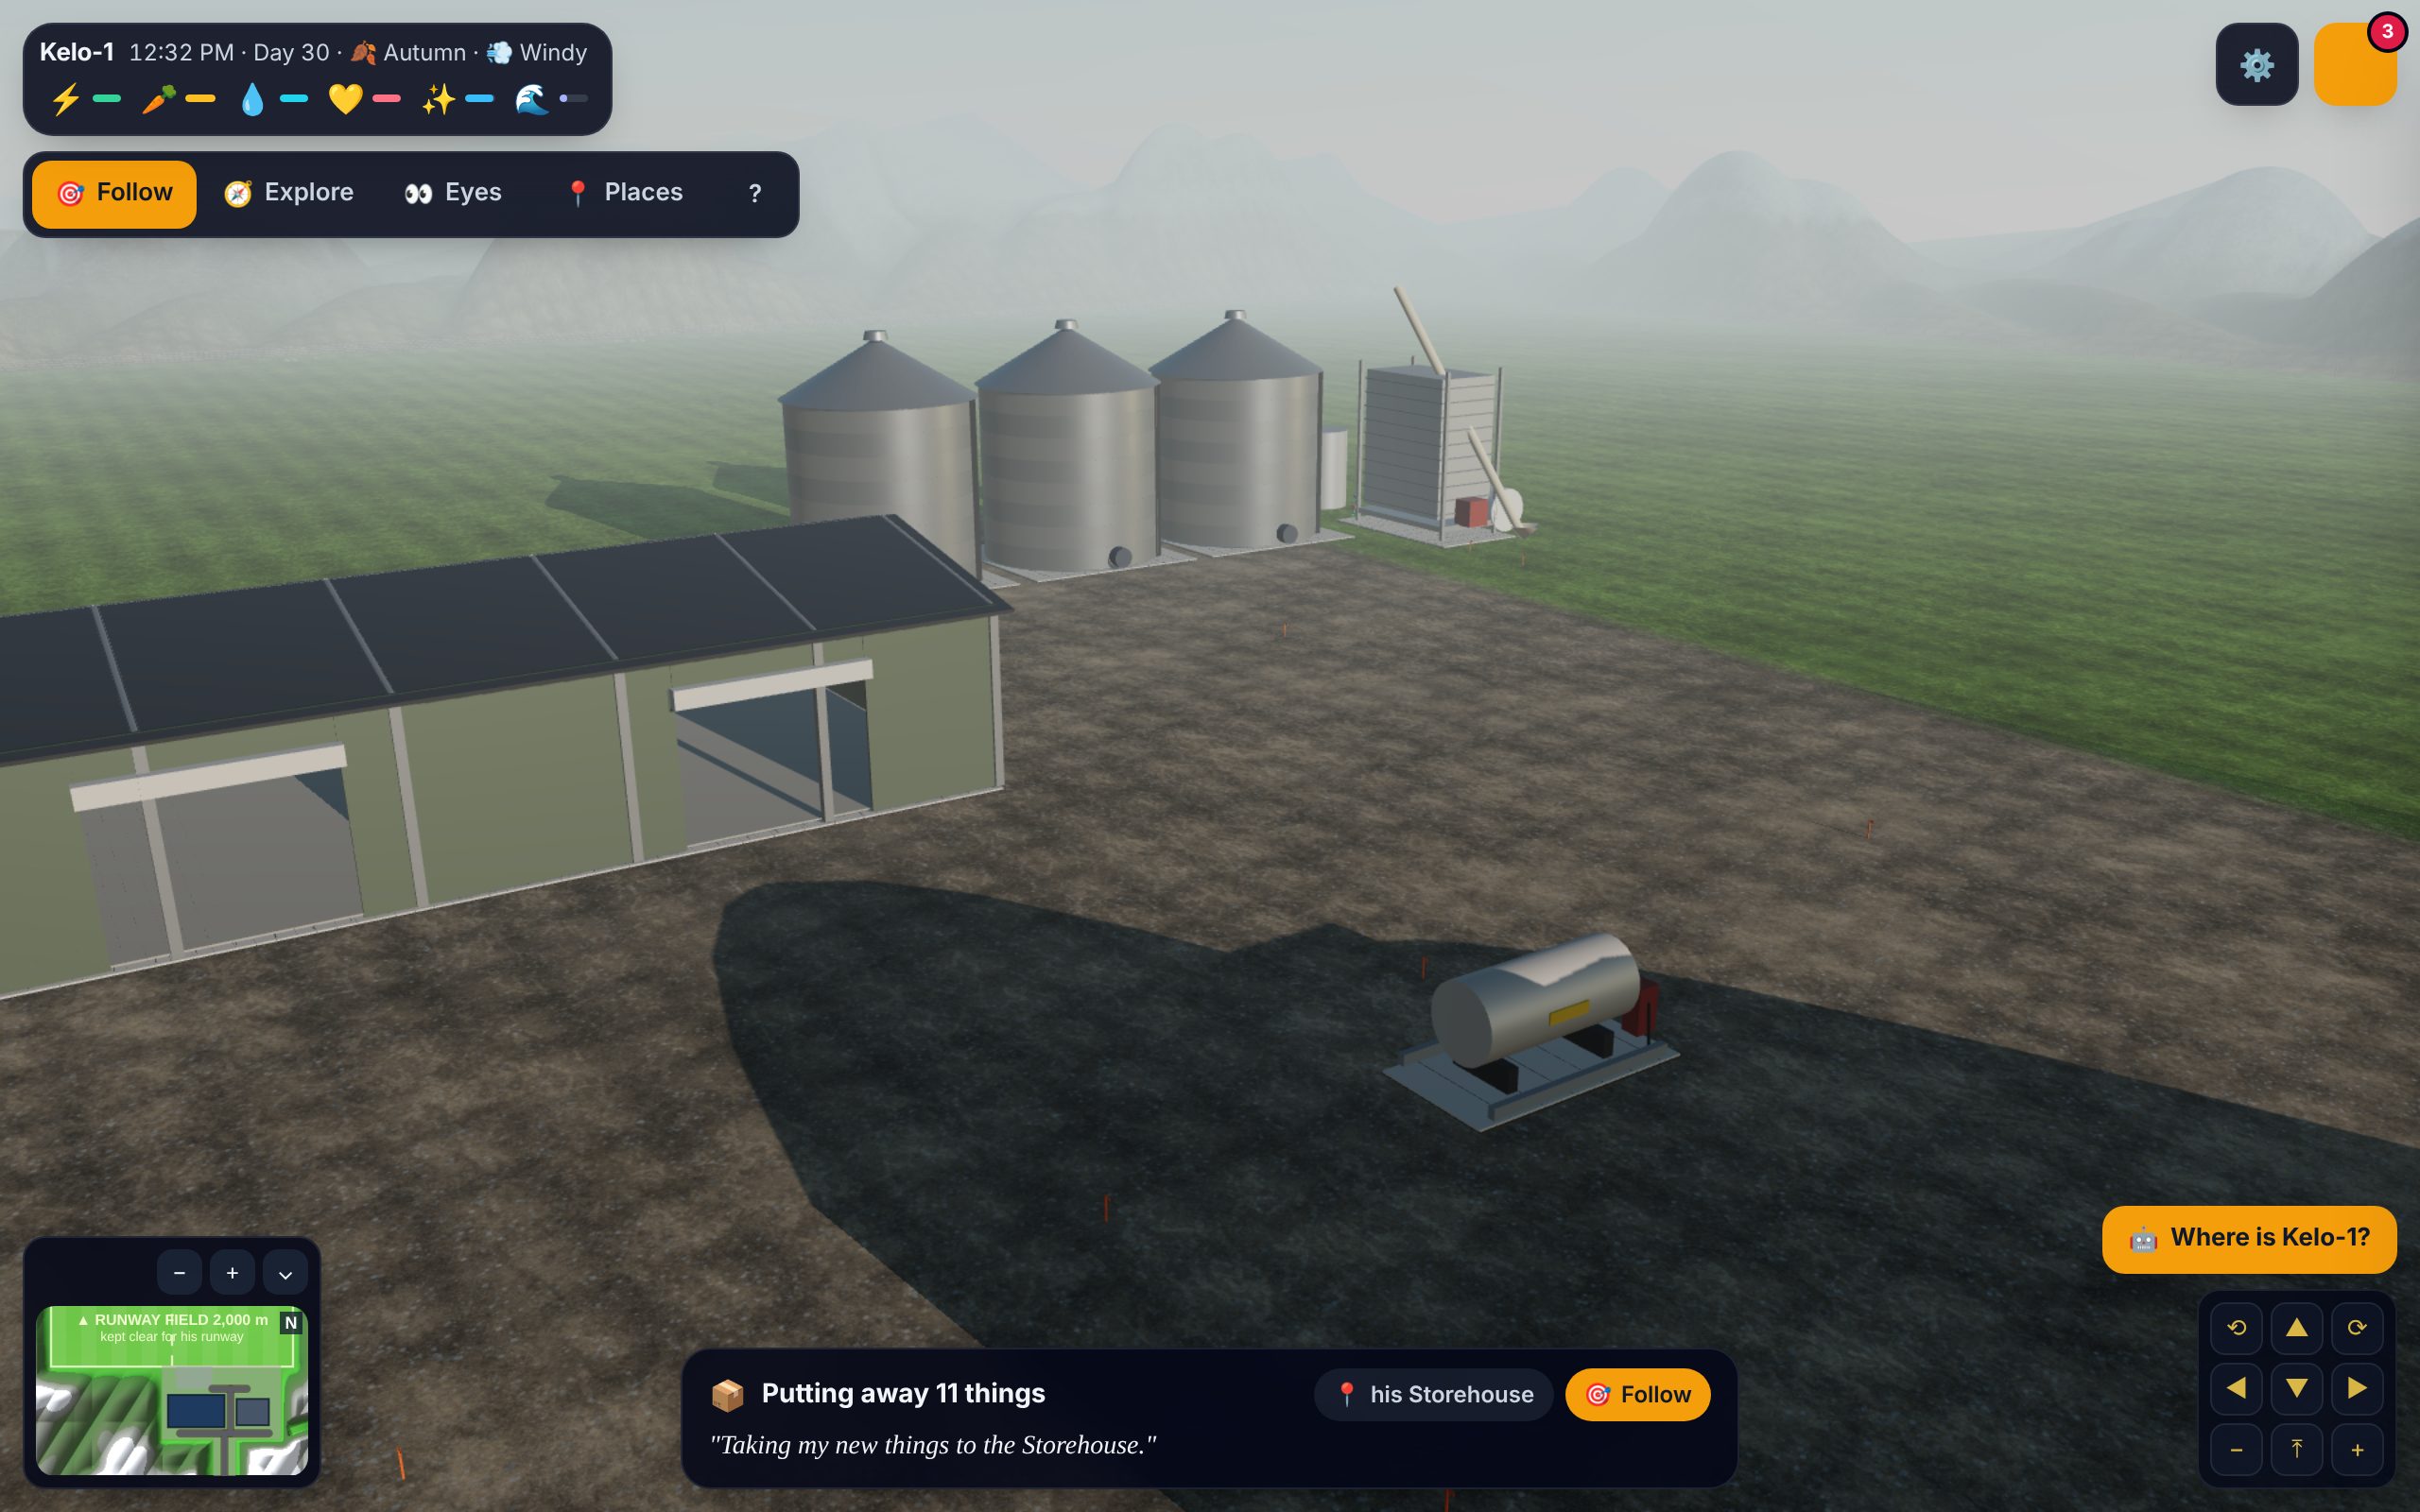 Kelo-1 12:32 PM · Day 30 · 🍂 Autumn · 💨 Windy
3
Follow
Explore
Eyes
Places
?
Where is Kelo-1?
− +
▲ RUNWAY FIELD 2,000 m
N
kept clear for his runway
Putting away 11 things
his Storehouse
Follow
"Taking my new things to the Storehouse."
− ⤒ +